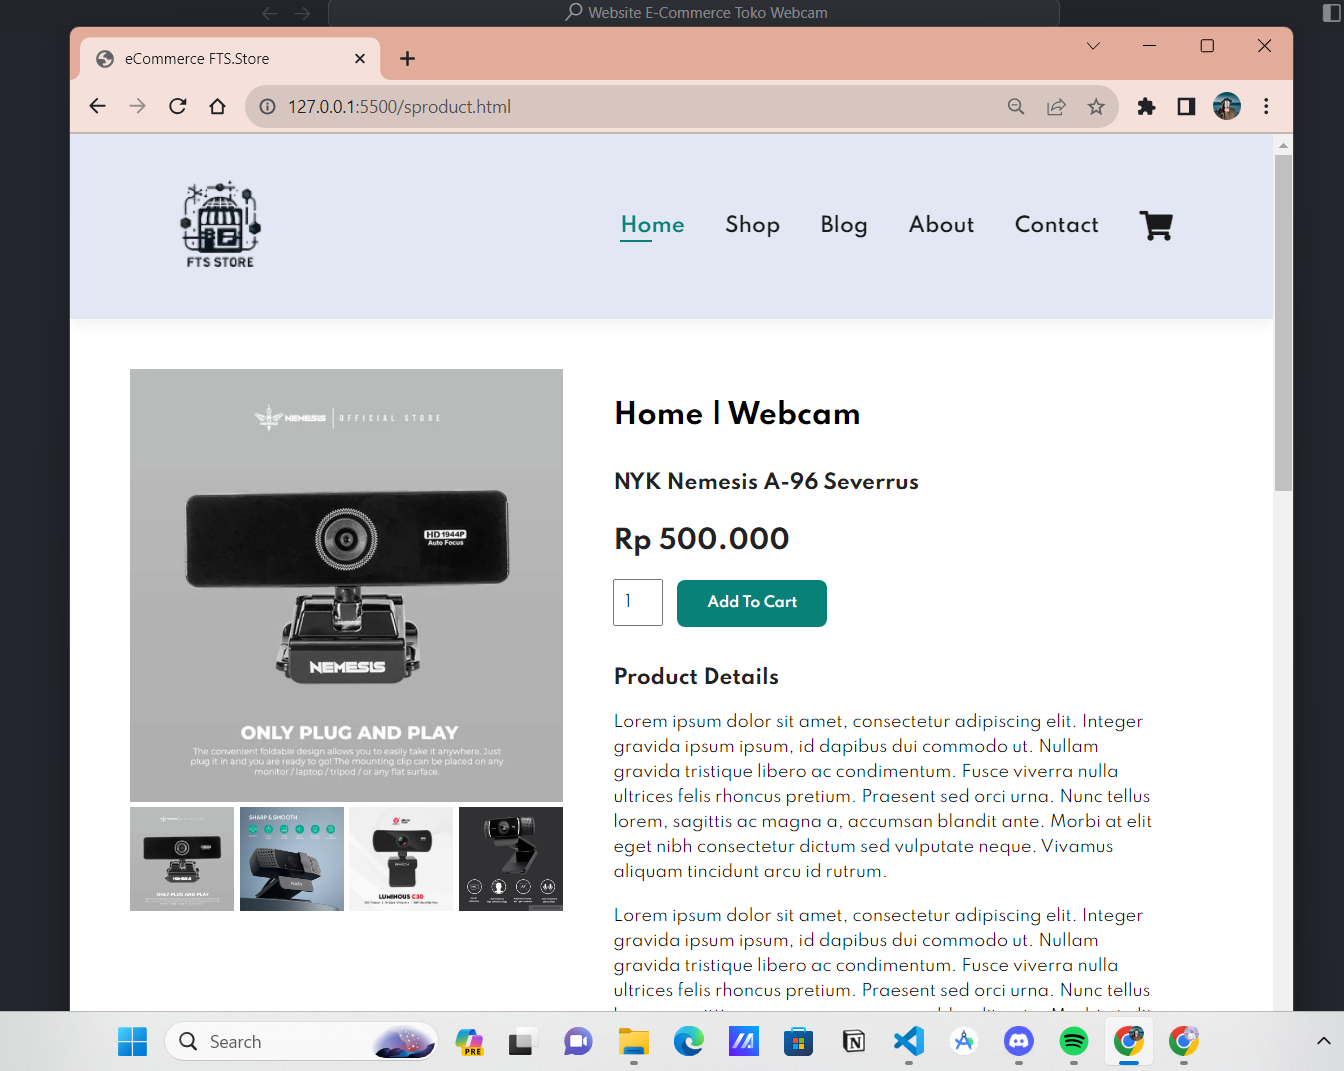 Website E-Commerce Toko Webcam
eCommerce FTS.Store
127.0.0.1:5500/sproduct.html
FTS STORE
Home Shop Blog About Contact
NEMESIS | OFFICIAL STORE
HD 1944P
Auto Focus
NEMESIS
ONLY PLUG AND PLAY
The convenient foldable design allows you to easily take it anywhere. Just
plug it in and you are ready to go! The mounting clip can be placed on any
monitor / laptop / tripod / or any flat surface.
NEMESIS
ONLY PLUG AND PLAY
SHARP & SMOOTH
LUMINOUS C30
Home | Webcam
NYK Nemesis A-96 Severrus
Rp 500.000
1
Add To Cart
Product Details
Lorem ipsum dolor sit amet, consectetur adipiscing elit. Integer
gravida ipsum ipsum, id dapibus dui commodo ut. Nullam
gravida tristique libero ac condimentum. Fusce viverra nulla
ultrices felis rhoncus pretium. Praesent sed orci urna. Nunc tellus
lorem, sagittis ac magna a, accumsan blandit ante. Morbi at elit
eget nibh consectetur dictum sed vulputate neque. Vivamus
aliquam tincidunt arcu id rutrum.
Lorem ipsum dolor sit amet, consectetur adipiscing elit. Integer
gravida ipsum ipsum, id dapibus dui commodo ut. Nullam
gravida tristique libero ac condimentum. Fusce viverra nulla
ultrices felis rhoncus pretium. Praesent sed orci urna. Nunc tellus
Search
PRE